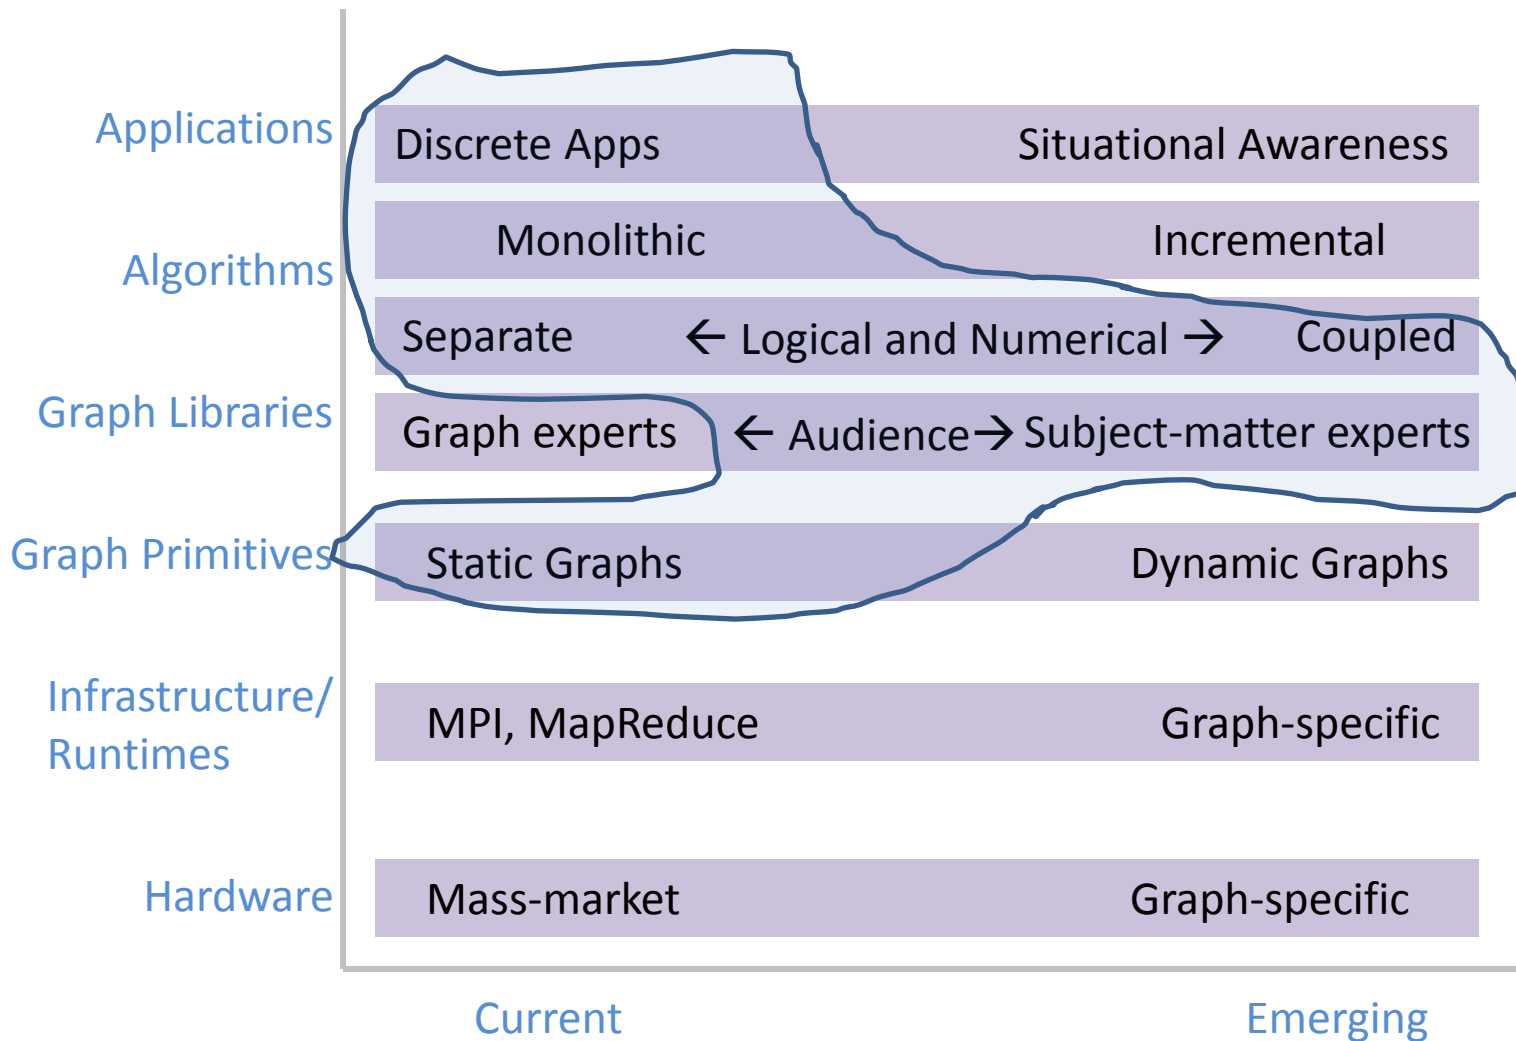 Applications
Discrete Apps Situational Awareness
Monolithic Incremental
Algorithms
Separate ← Logical and Numerical → Coupled
Graph Libraries
Graph experts ← Audience → Subject-matter experts
Graph Primitives
Static Graphs Dynamic Graphs
Infrastructure/
Runtimes
MPI, MapReduce Graph-specific
Hardware
Mass-market Graph-specific
Current Emerging